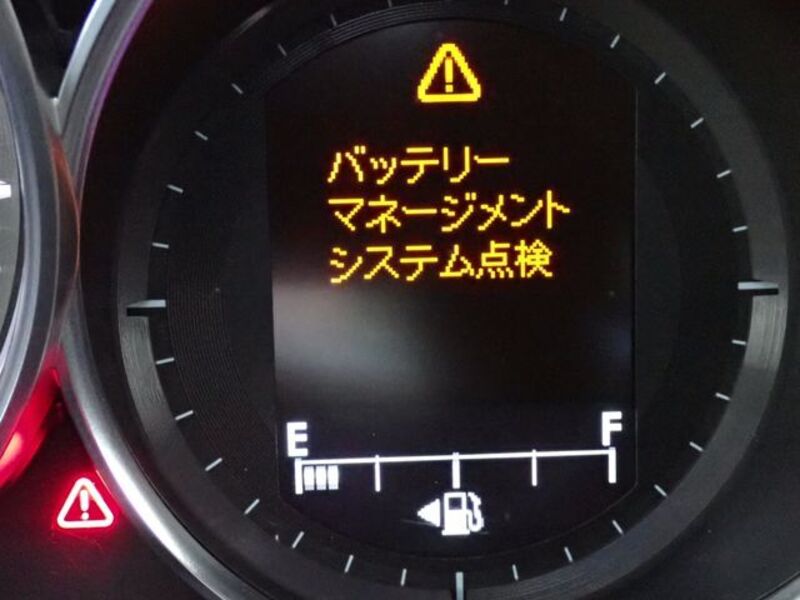 バッテリー
マネージメント
システム点検
E F